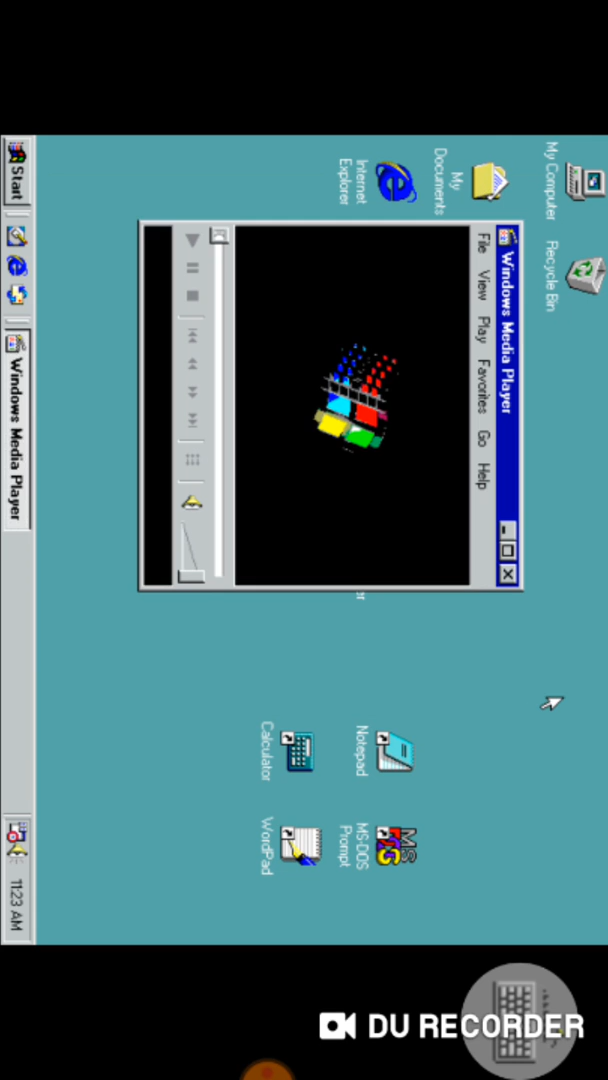 My Computer
Recycle Bin
My
Documents
Internet
Explorer
Windows Media Player
File View Play Favorites Go Help
er
Notepad
MS-DOS
Prompt
Calculator
WordPad
Start
Windows Media Player
11:23 AM
DU RECORDER